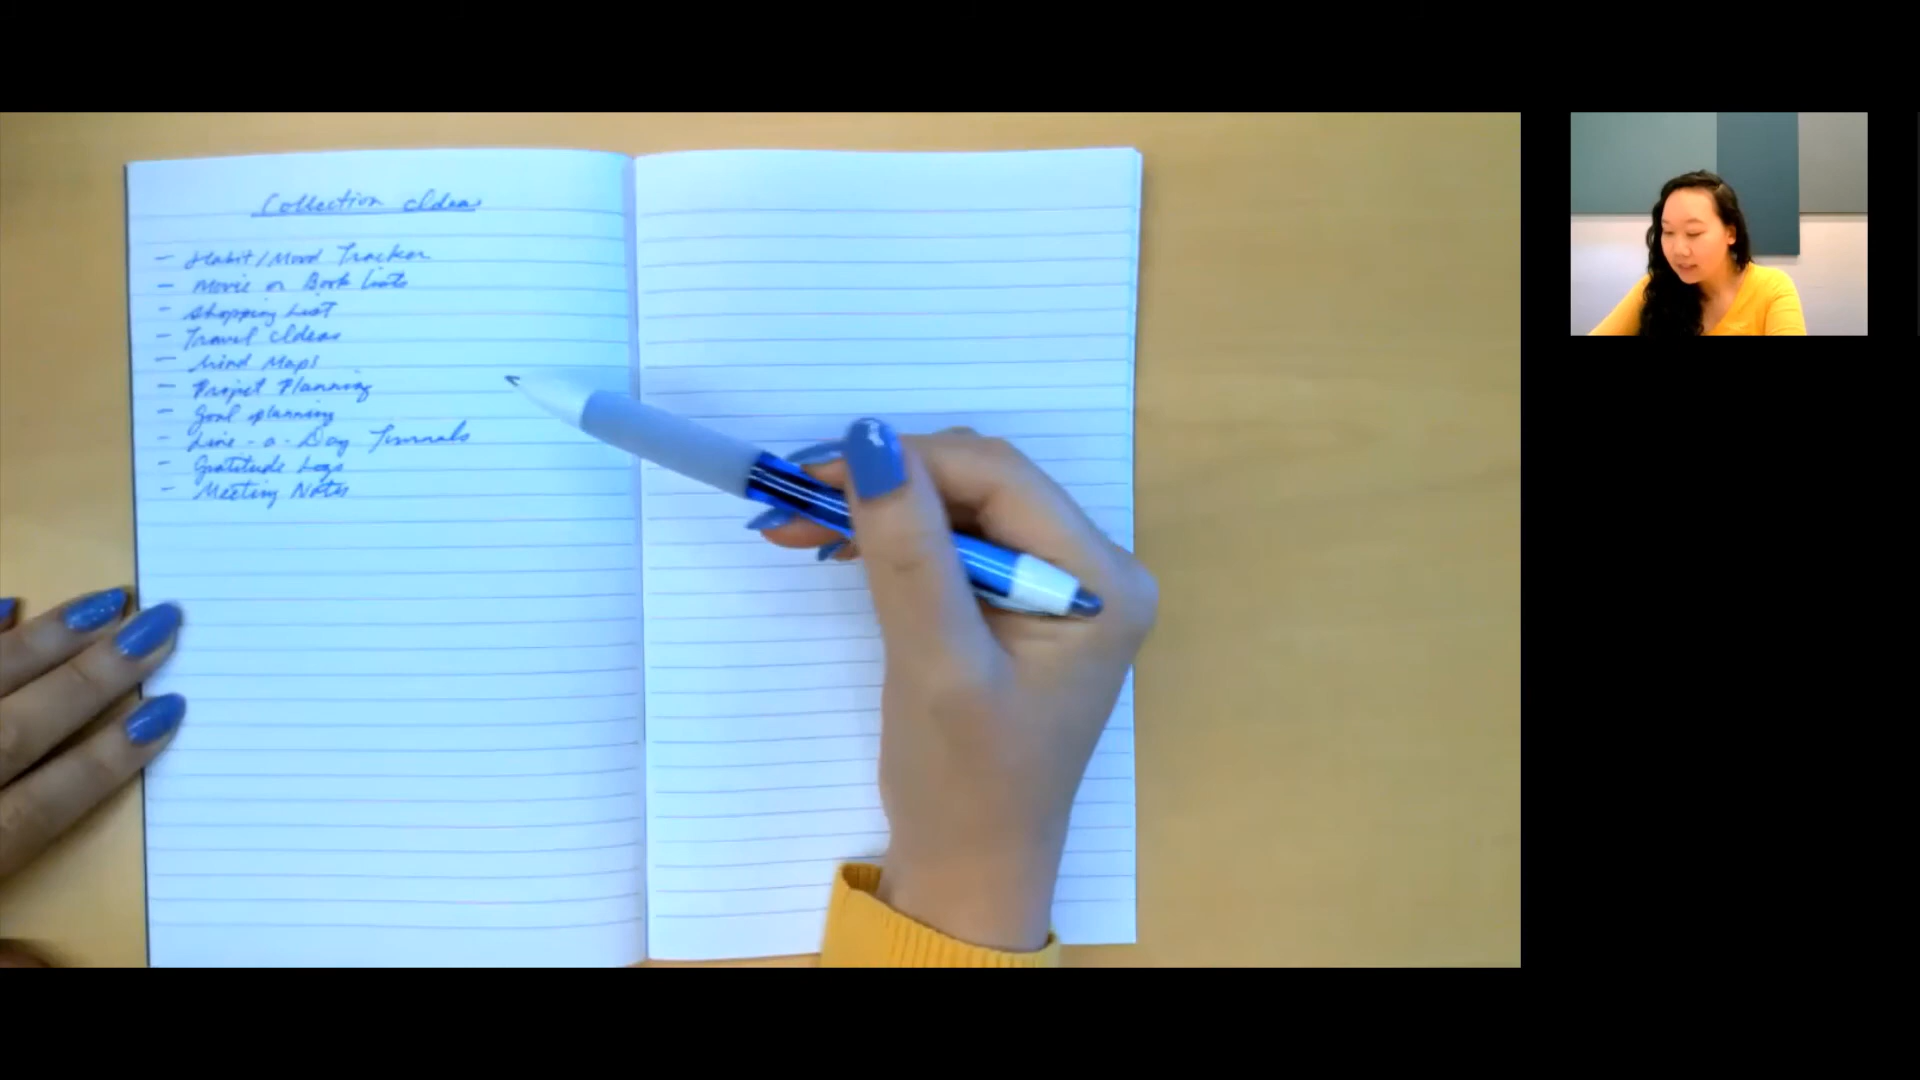 Collection Ideas
- Habit/Mood Tracker
- Movie or Book Lists
- Shopping List
- Travel Ideas
- Mind Maps
- Project Planning
- Goal planning
- Line-a-Day Journals
- Gratitude Logs
- Meeting Notes